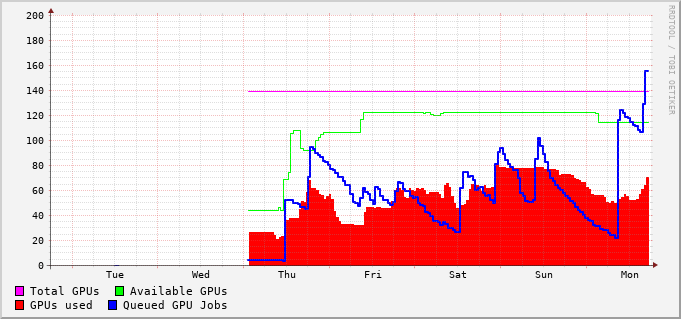 200
180
160
140
120
100
80
60
40
20
0
Tue Wed Thu Fri Sat Sun Mon
Total GPUs Available GPUs
GPUs used Queued GPU Jobs
RRDTOOL / TOBI OETIKER